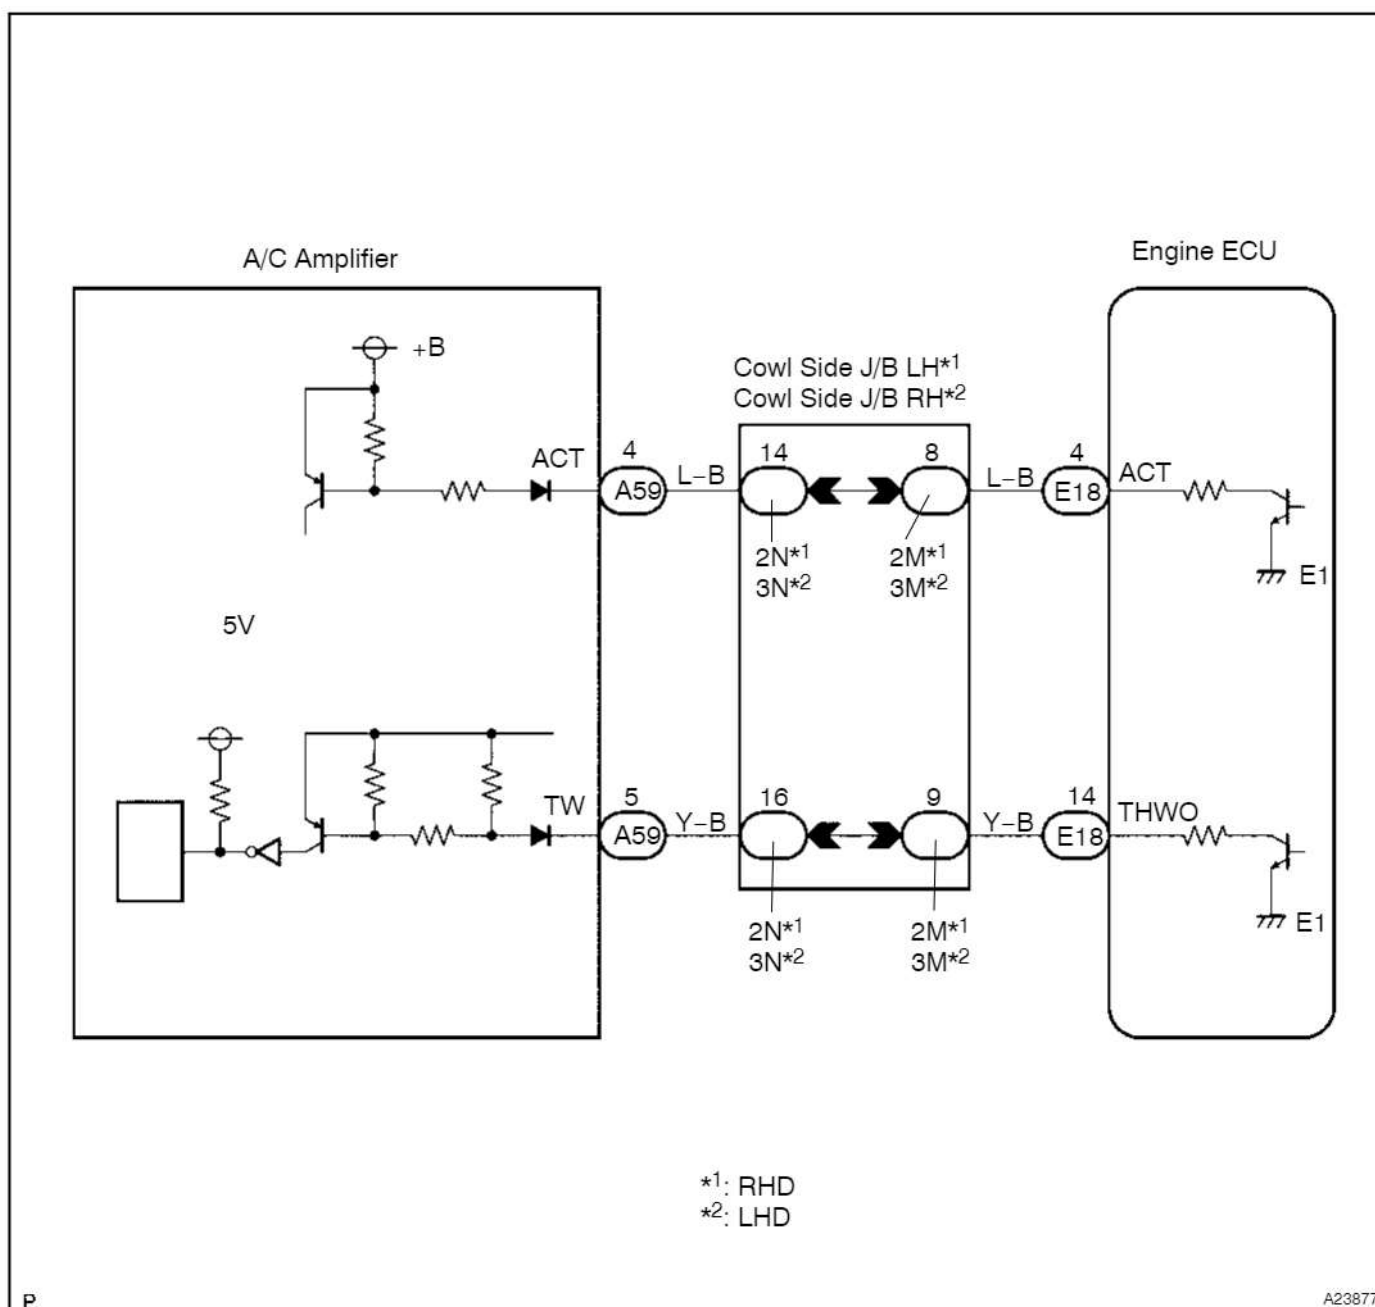 A/C Amplifier
Engine ECU
+B
Cowl Side J/B LH*1
Cowl Side J/B RH*2
ACT
4
A59
L-B
14
8
L-B
4
E18
ACT
2N*1
3N*2
2M*1
3M*2
E1
5V
TW
5
A59
Y-B
16
9
Y-B
14
E18
THWO
2N*1
3N*2
2M*1
3M*2
E1
*1: RHD
*2: LHD
P
A23877